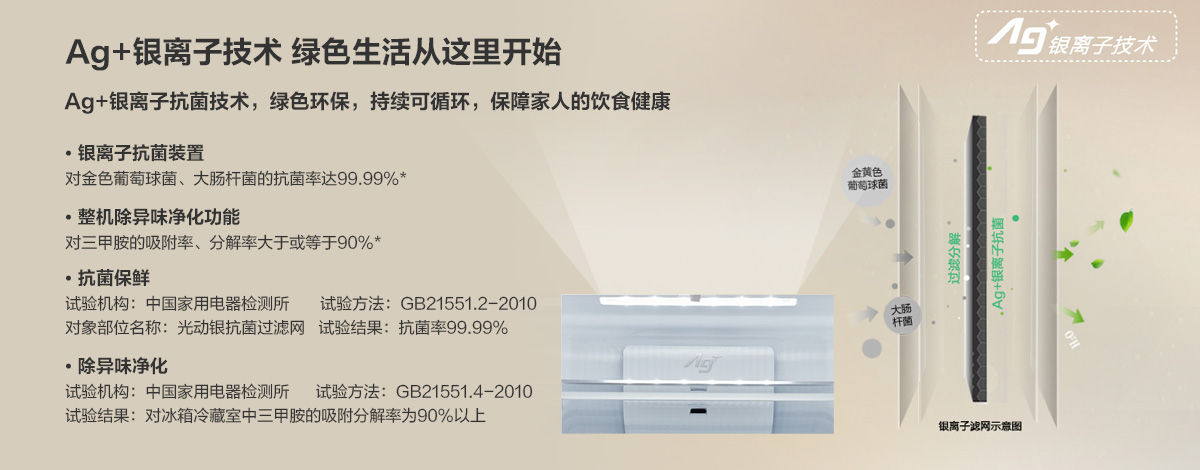 Ag+银离子技术 绿色生活从这里开始
Ag+银离子抗菌技术，绿色环保，持续可循环，保障家人的饮食健康
• 银离子抗菌装置
对金色葡萄球菌、大肠杆菌的抗菌率达99.99%*
• 整机除异味净化功能
对三甲胺的吸附率、分解率大于或等于90%*
• 抗菌保鲜
试验机构：中国家用电器检测所 试验方法：GB21551.2-2010
对象部位名称：光动银抗菌过滤网 试验结果：抗菌率99.99%
• 除异味净化
试验机构：中国家用电器检测所 试验方法：GB21551.4-2010
试验结果：对冰箱冷藏室中三甲胺的吸附分解率为90%以上
Ag+
Ag+银离子技术
金黄色
葡萄球菌
大肠
杆菌
过滤分解
Ag+银离子抗菌
H₂O
银离子滤网示意图